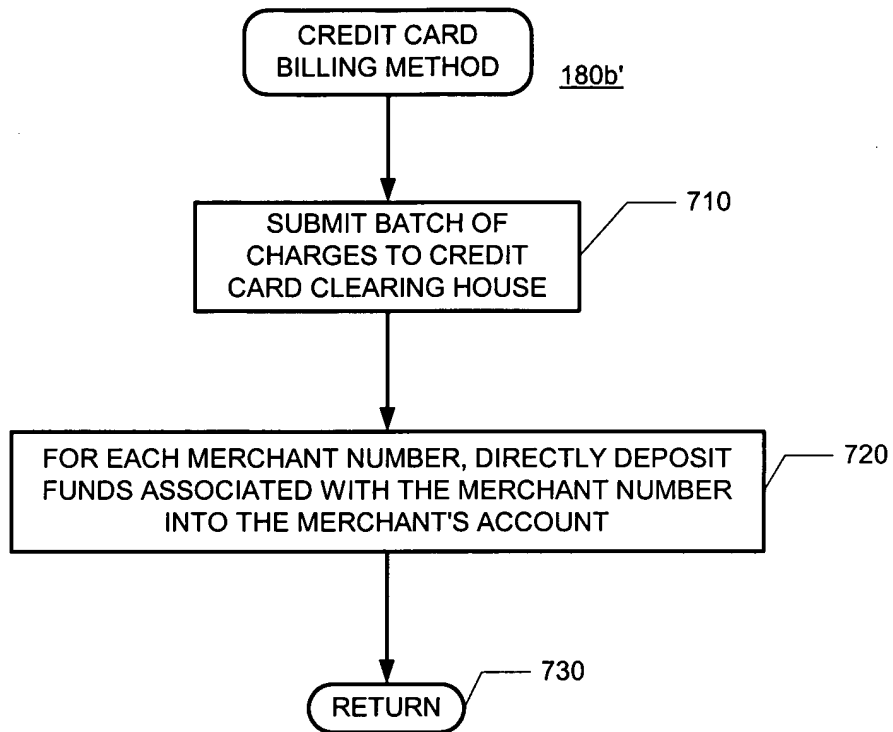 CREDIT CARD
BILLING METHOD
180b'
SUBMIT BATCH OF
CHARGES TO CREDIT
CARD CLEARING HOUSE
710
FOR EACH MERCHANT NUMBER, DIRECTLY DEPOSIT
FUNDS ASSOCIATED WITH THE MERCHANT NUMBER
INTO THE MERCHANT'S ACCOUNT
720
RETURN
730